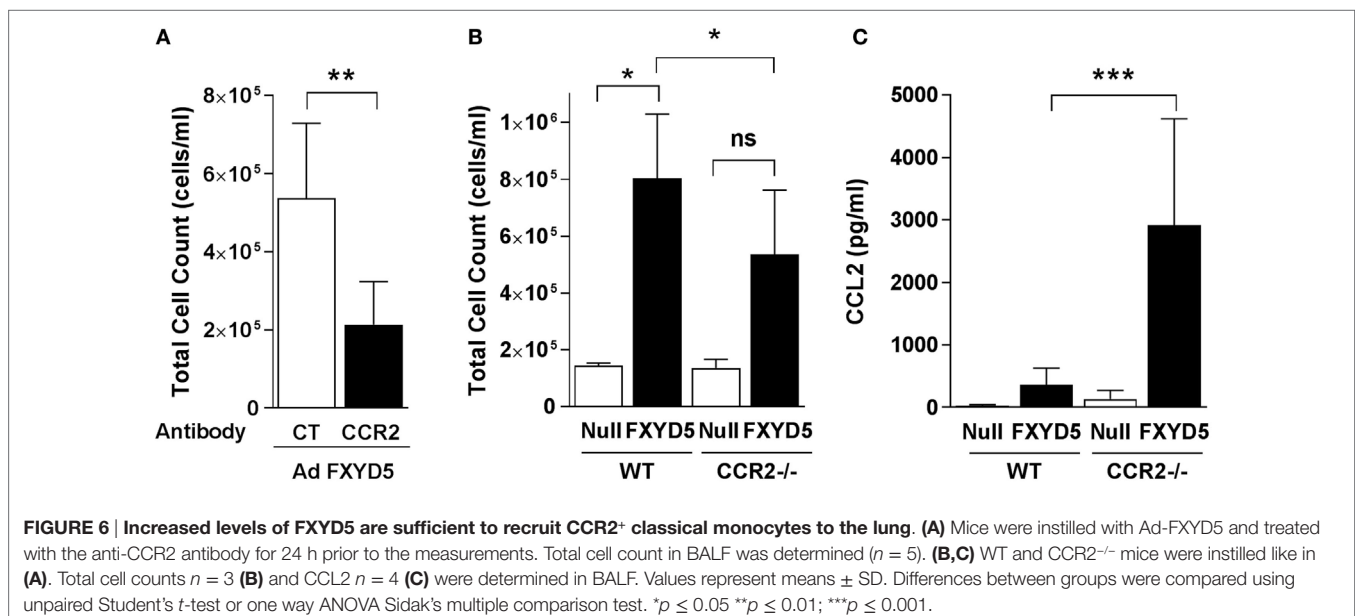 A
B
C
**
*
*
ns
***
Total Cell Count (cells/ml)
8×10⁵
6×10⁵
4×10⁵
2×10⁵
0
Antibody CT CCR2
Ad FXYD5
Total Cell Count (cells/ml)
1×10⁶
8×10⁵
6×10⁵
4×10⁵
2×10⁵
0
Null FXYD5 Null FXYD5
WT CCR2-/-
CCL2 (pg/ml)
5000
4000
3000
2000
1000
0
Null FXYD5 Null FXYD5
WT CCR2-/-
FIGURE 6 | Increased levels of FXYD5 are sufficient to recruit CCR2⁺ classical monocytes to the lung. (A) Mice were instilled with Ad-FXYD5 and treated
with the anti-CCR2 antibody for 24 h prior to the measurements. Total cell count in BALF was determined (n = 5). (B,C) WT and CCR2⁻/⁻ mice were instilled like in
(A). Total cell counts n = 3 (B) and CCL2 n = 4 (C) were determined in BALF. Values represent means ± SD. Differences between groups were compared using
unpaired Student's t-test or one way ANOVA Sidak's multiple comparison test. *p ≤ 0.05 **p ≤ 0.01; ***p ≤ 0.001.